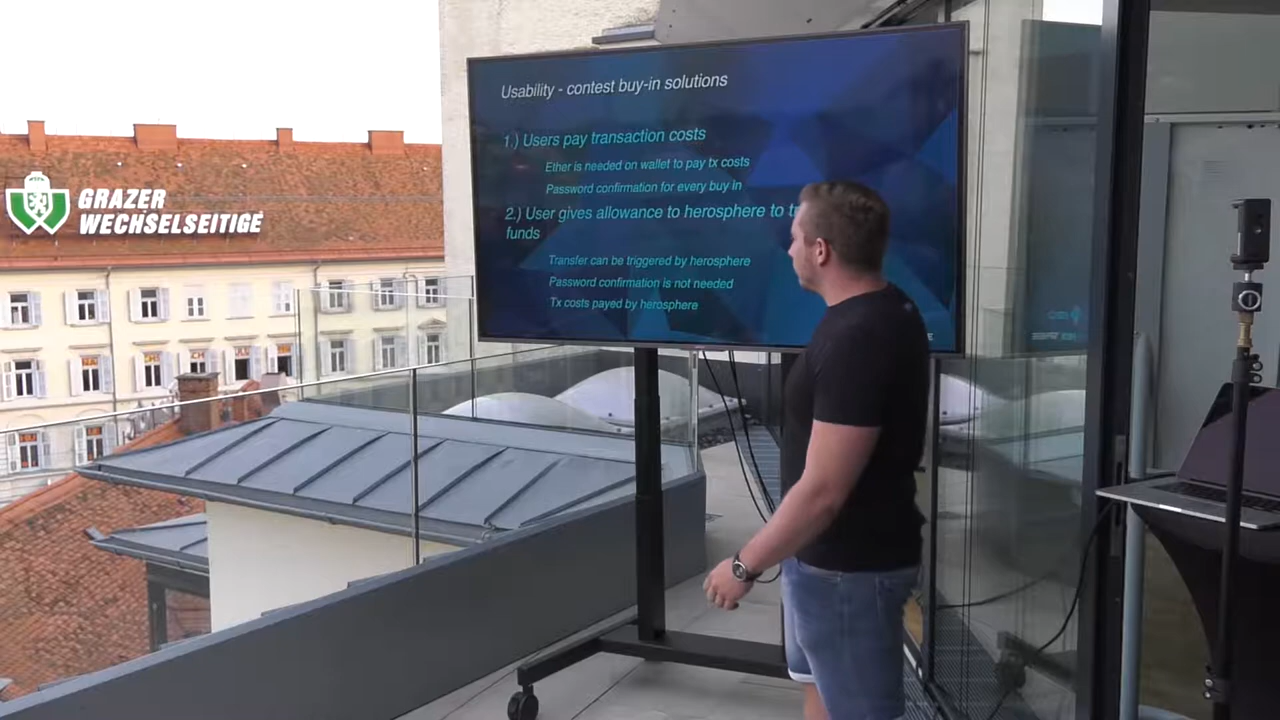 GRAZER
WECHSELSEITIGE
Usability - contest buy-in solutions
1.) Users pay transaction costs
Ether is needed on wallet to pay tx costs
Password confirmation for every buy in
2.) User gives allowance to herosphere to
funds
Transfer can be triggered by herosphere
Password confirmation is not needed
Tx costs payed by herosphere